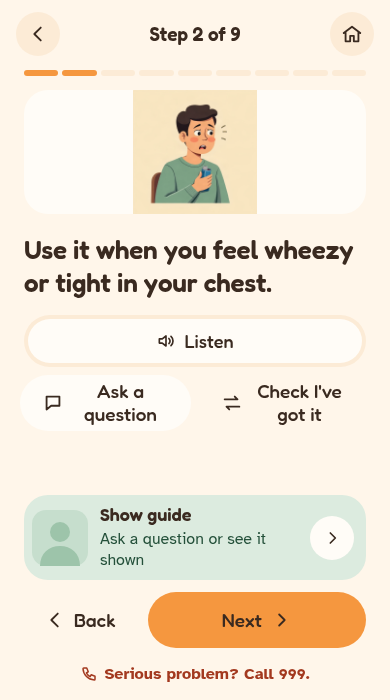 Step 2 of 9
Use it when you feel wheezy
or tight in your chest.
Listen
Ask a
question
Check I've
got it
Show guide
Ask a question or see it
shown
Back
Next
Serious problem? Call 999.